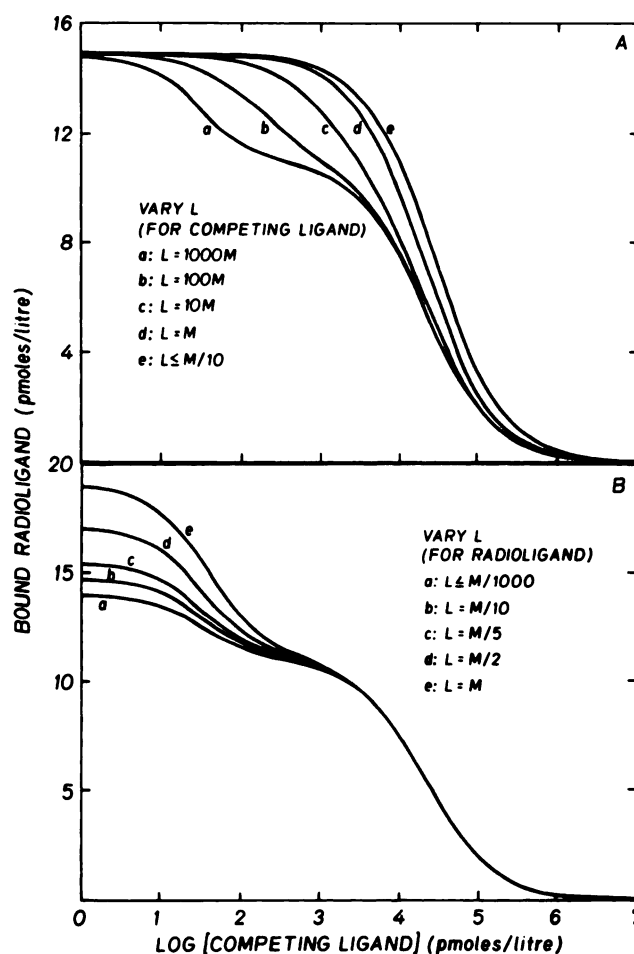 16
A
12
8
4
20
a
b
c
d
e
VARY L
(FOR COMPETING LIGAND)
a: L = 1000M
b: L = 100M
c: L = 10M
d: L = M
e: L ≤ M/10
BOUND RADIOLIGAND (pmoles/litre)
B
15
10
5
e
d
c
b
a
VARY L
(FOR RADIOLIGAND)
a: L ≤ M/1000
b: L = M/10
c: L = M/5
d: L = M/2
e: L = M
0 1 2 3 4 5 6 7
LOG [COMPETING LIGAND] (pmoles/litre)